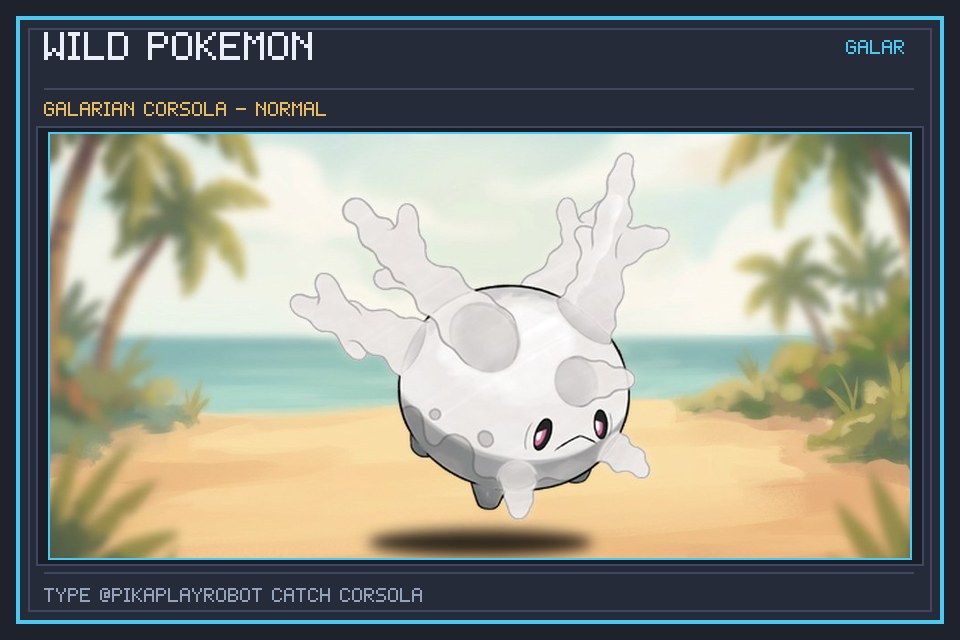 WILD POKEMON
GALAR
GALARIAN CORSOLA - NORMAL
TYPE @PIKAPLAYROBOT CATCH CORSOLA